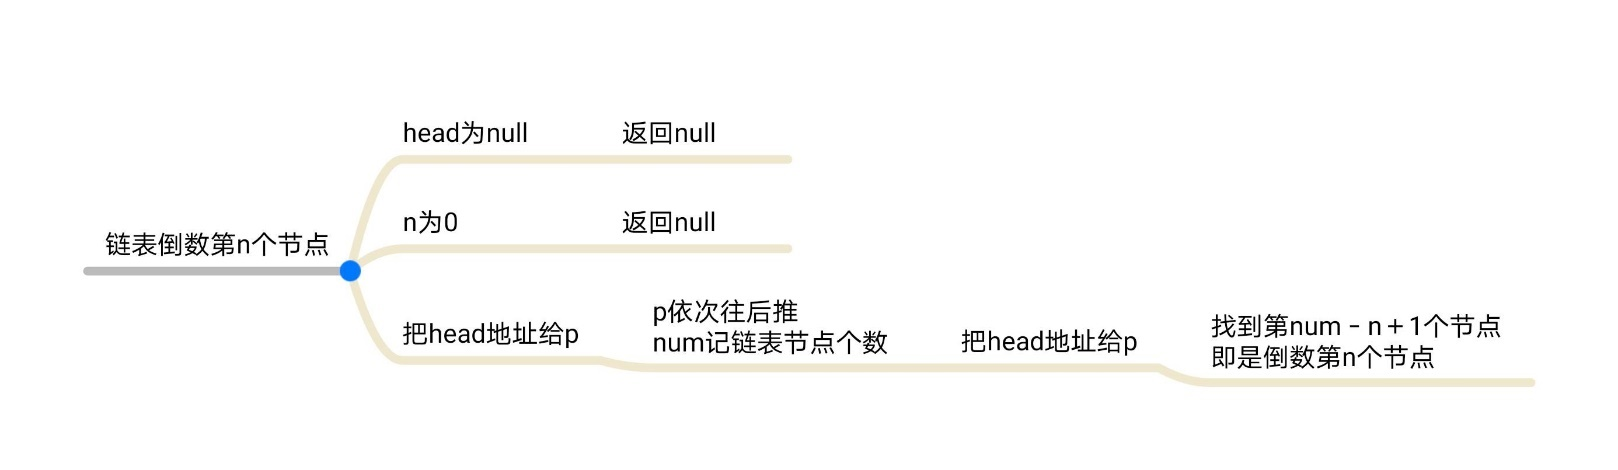 链表倒数第n个节点
head为null
返回null
n为0
返回null
把head地址给p
p依次往后推
num记链表节点个数
把head地址给p
找到第num－n＋1个节点
即是倒数第n个节点